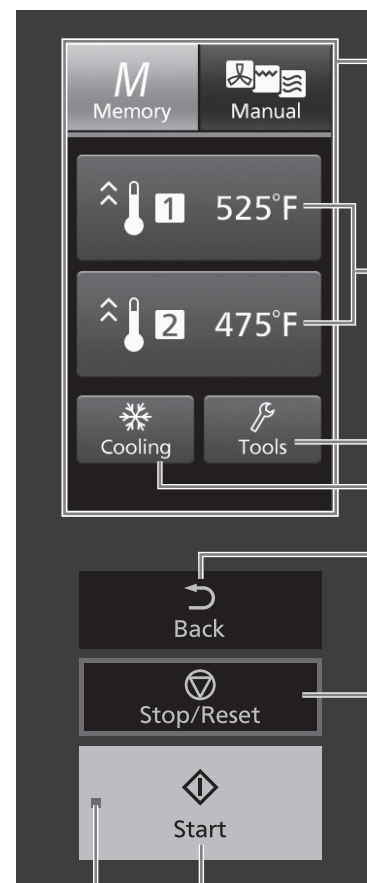 M
Memory
Manual
1 525°F
2 475°F
Cooling
Tools
Back
Stop/Reset
Start